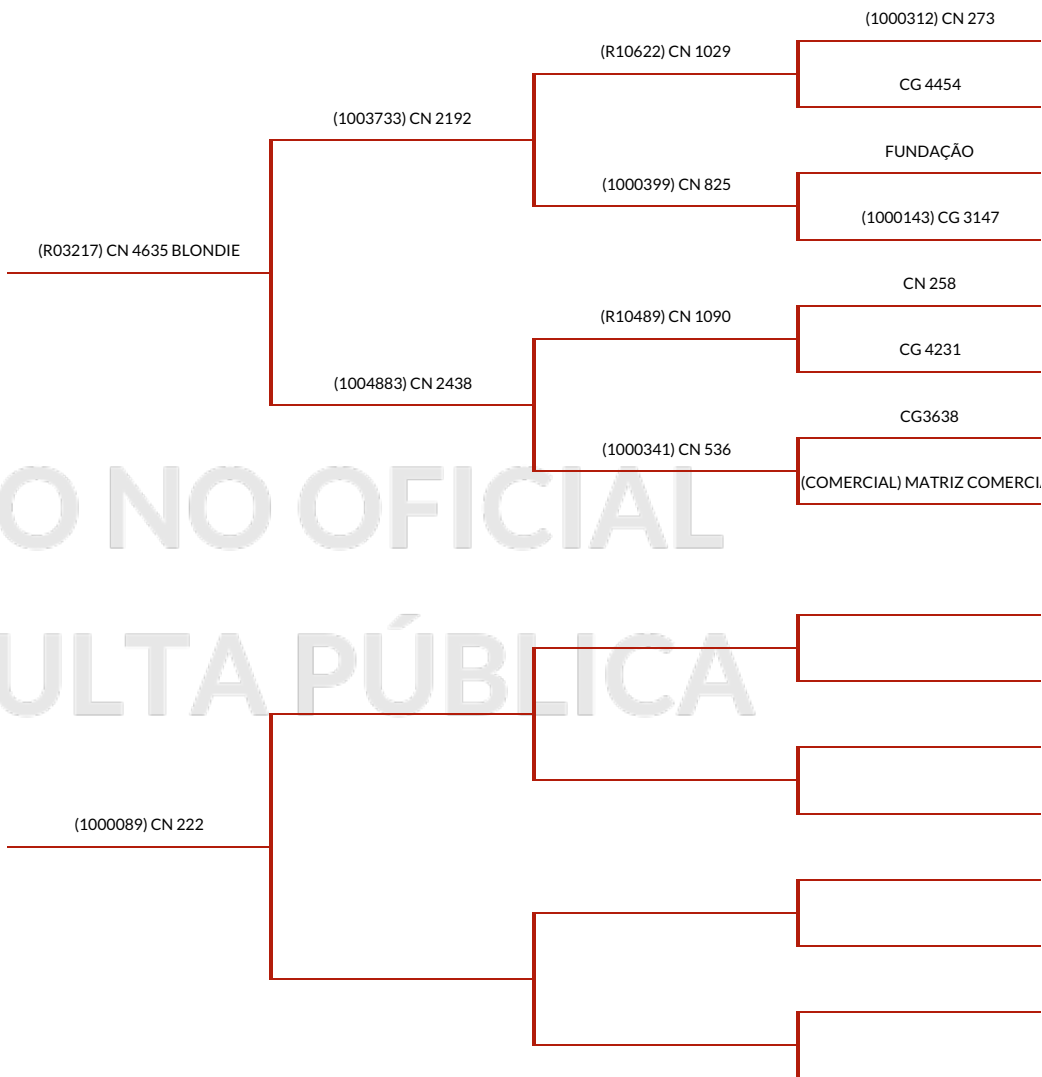 (1000312) CN 273
(R10622) CN 1029
CG 4454
(1003733) CN 2192
FUNDAÇÃO
(1000399) CN 825
(1000143) CG 3147
(R03217) CN 4635 BLONDIE
CN 258
(R10489) CN 1090
CG 4231
(1004883) CN 2438
CG3638
(1000341) CN 536
(COMERCIAL) MATRIZ COMERCIA
O NO OFICIAL
ULTA PÚBLICA
(1000089) CN 222